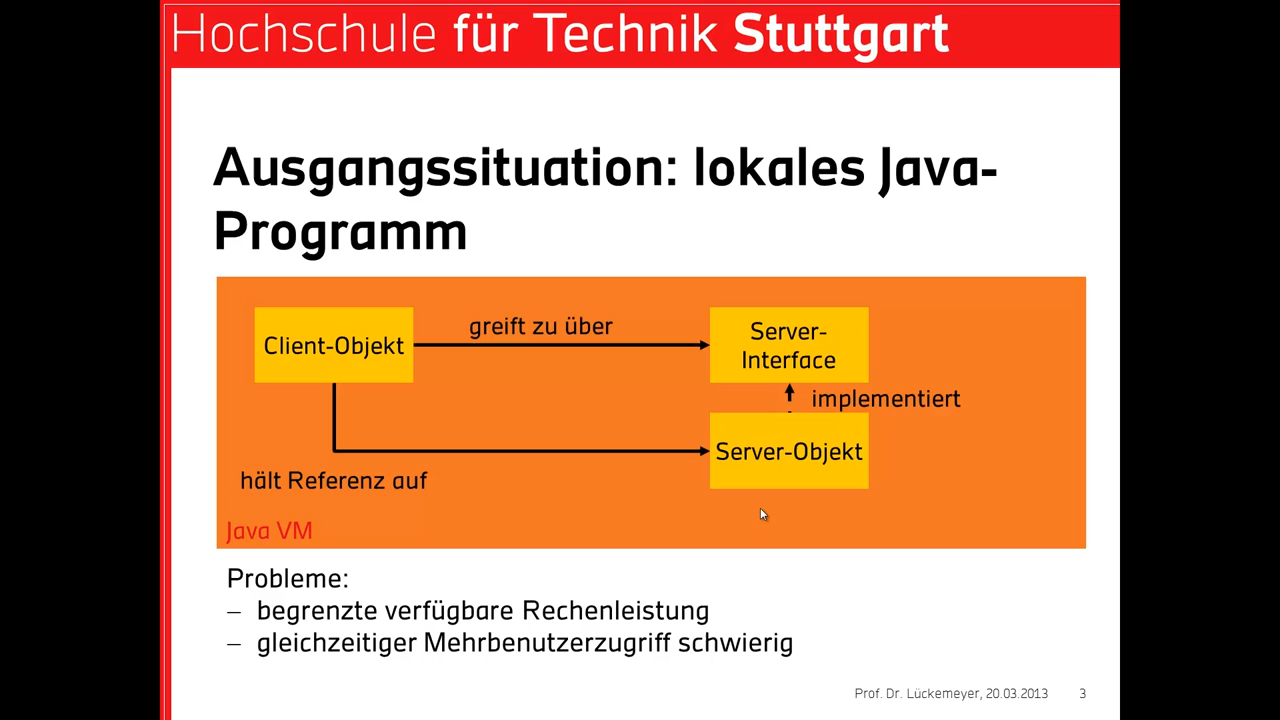 Hochschule für Technik Stuttgart
Ausgangssituation: lokales Java-
Programm
Client-Objekt
greift zu über
Server-
Interface
implementiert
Server-Objekt
hält Referenz auf
Java VM
Probleme:
– begrenzte verfügbare Rechenleistung
– gleichzeitiger Mehrbenutzerzugriff schwierig
Prof. Dr. Lückemeyer, 20.03.2013 3